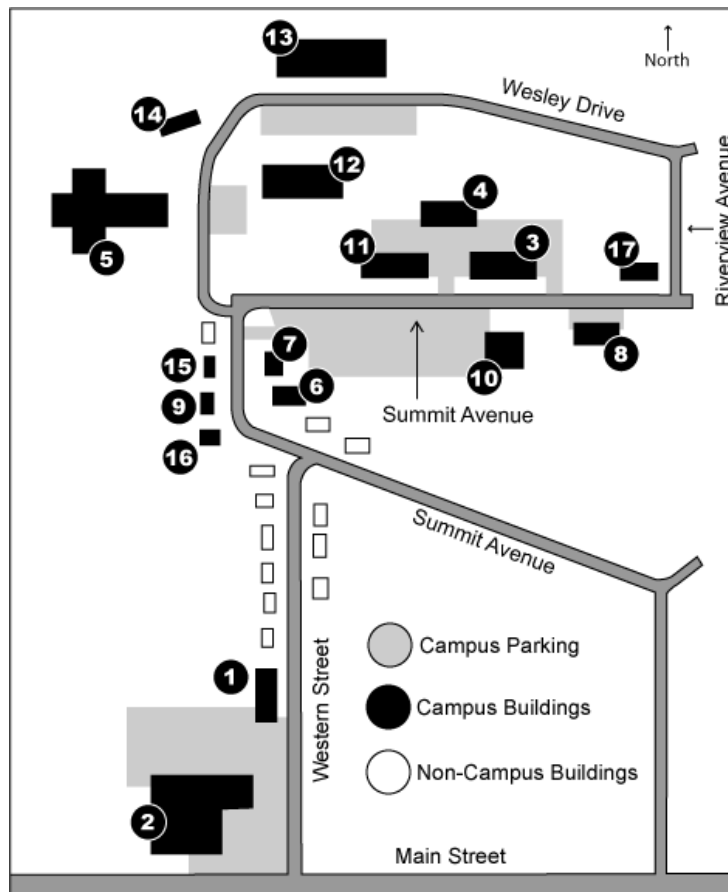 13
North
Wesley Drive
14
12
4
Riverview Avenue
5
11
3
17
7
8
15
10
6
Summit Avenue
9
16
Summit Avenue
Campus Parking
1
Western Street
Campus Buildings
Non-Campus Buildings
2
Main Street